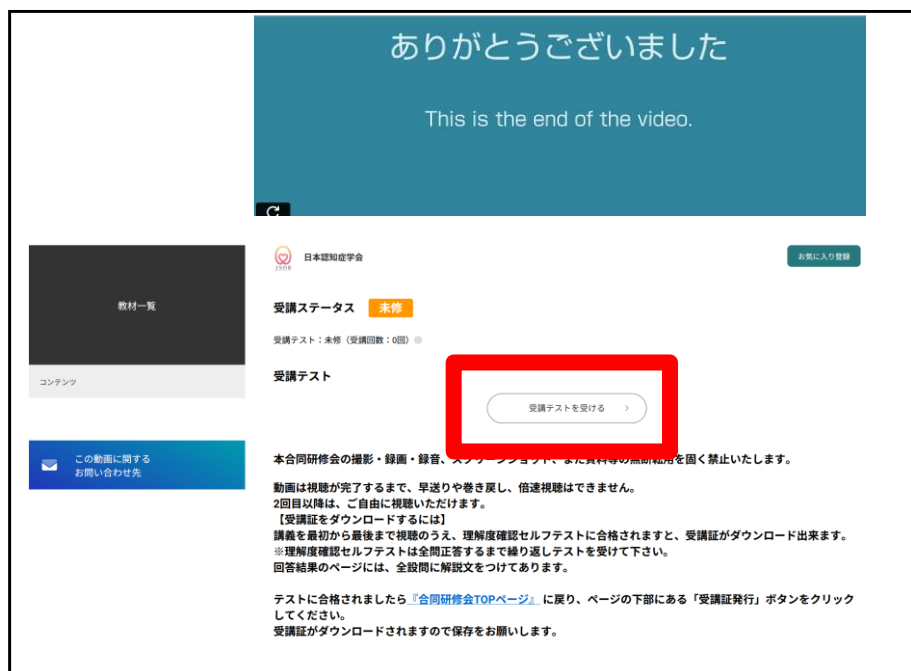 ありがとうございました
This is the end of the video.
JSDR
日本認知症学会
お気に入り登録
教材一覧
受講ステータス 未修
受講テスト：未修（受講回数：0回）
コンテンツ
受講テスト
受講テストを受ける
この動画に関する
お問い合わせ先
本合同研修会の撮影・録画・録音、スクリーンショット、また資料等の無断転用を固く禁止いたします。
動画は視聴が完了するまで、早送りや巻き戻し、倍速視聴はできません。
2回目以降は、ご自由に視聴いただけます。
【受講証をダウンロードするには】
講義を最初から最後まで視聴のうえ、理解度確認セルフテストに合格されますと、受講証がダウンロード出来ます。
※理解度確認セルフテストは全問正答するまで繰り返しテストを受けて下さい。
回答結果のページには、全設問に解説文をつけてあります。
テストに合格されましたら『合同研修会TOPページ』に戻り、ページの下部にある「受講証発行」ボタンをクリック
してください。
受講証がダウンロードされますので保存をお願いします。